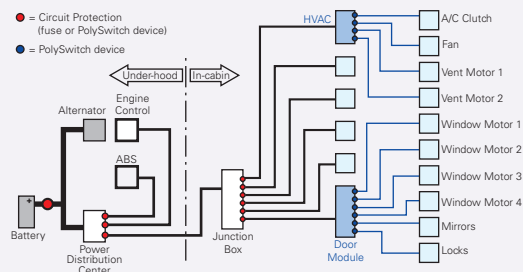 = Circuit Protection
(fuse or PolySwitch device)
= PolySwitch device
Under-hood
In-cabin
Alternator
Engine
Control
ABS
+
Battery
Power
Distribution
Center
Junction
Box
HVAC
Door
Module
A/C Clutch
Fan
Vent Motor 1
Vent Motor 2
Window Motor 1
Window Motor 2
Window Motor 3
Window Motor 4
Mirrors
Locks